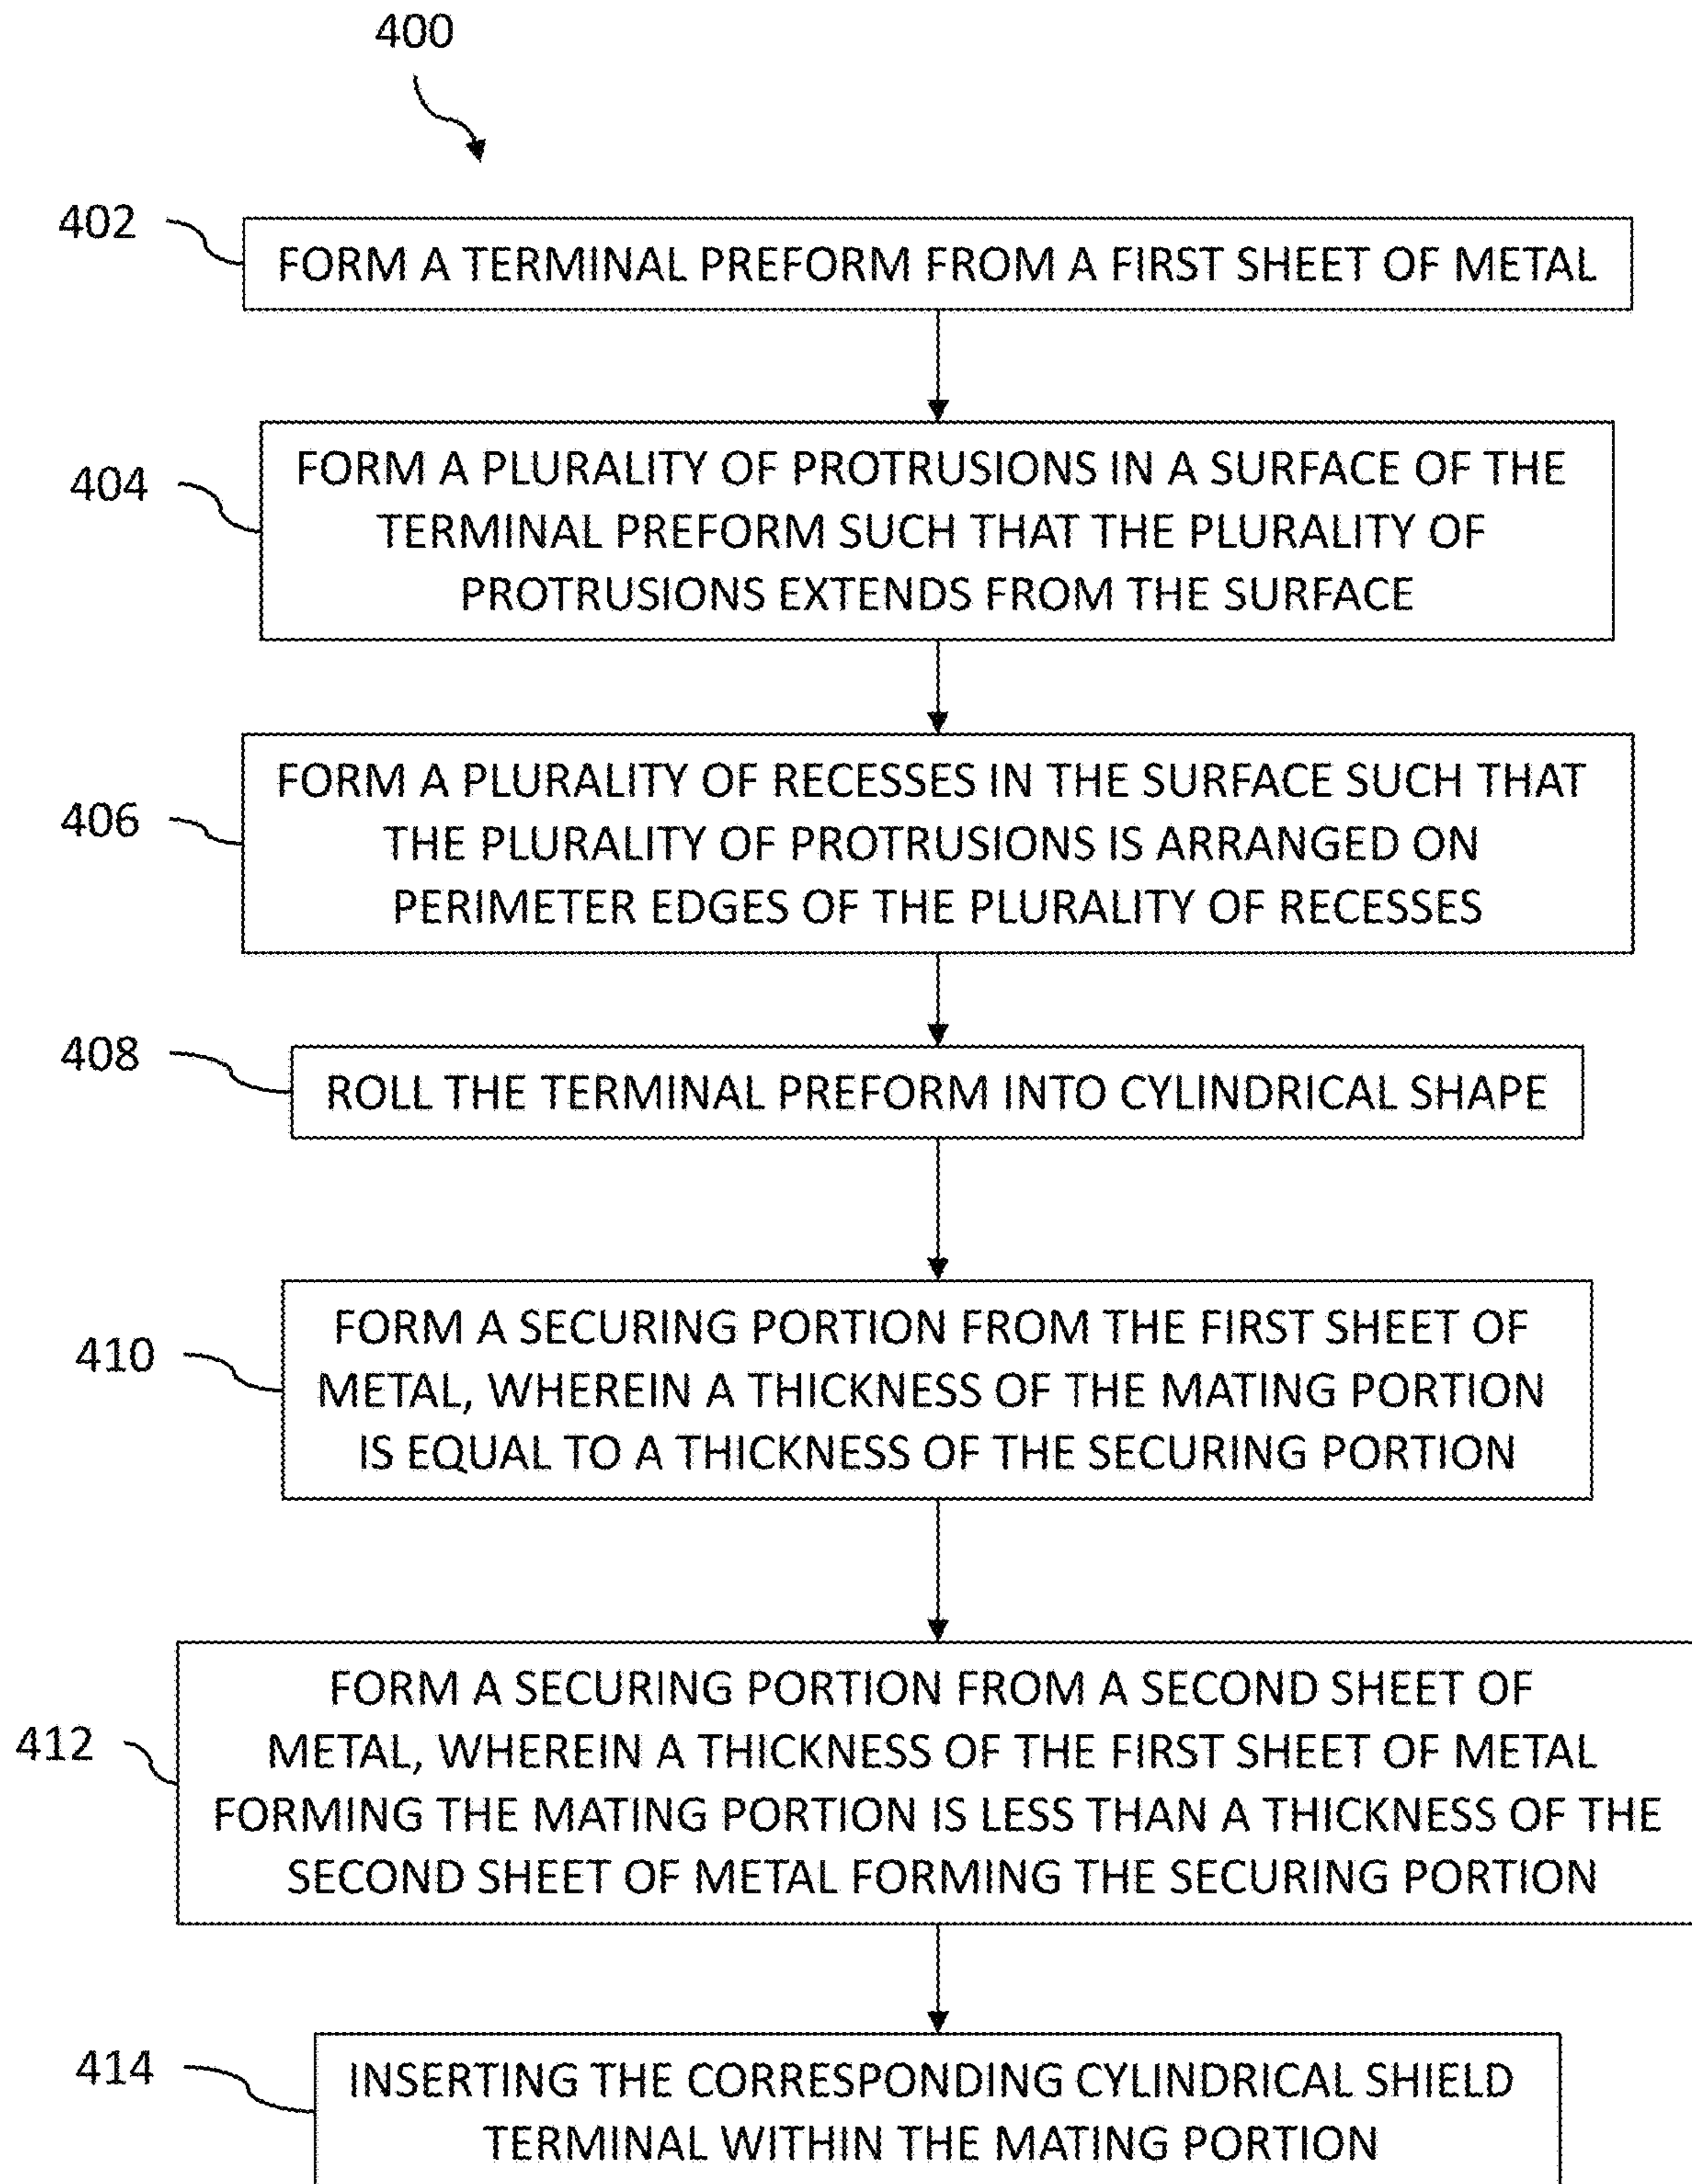 400
402
FORM A TERMINAL PREFORM FROM A FIRST SHEET OF METAL
404
FORM A PLURALITY OF PROTRUSIONS IN A SURFACE OF THE
TERMINAL PREFORM SUCH THAT THE PLURALITY OF
PROTRUSIONS EXTENDS FROM THE SURFACE
406
FORM A PLURALITY OF RECESSES IN THE SURFACE SUCH THAT
THE PLURALITY OF PROTRUSIONS IS ARRANGED ON
PERIMETER EDGES OF THE PLURALITY OF RECESSES
408
ROLL THE TERMINAL PREFORM INTO CYLINDRICAL SHAPE
410
FORM A SECURING PORTION FROM THE FIRST SHEET OF
METAL, WHEREIN A THICKNESS OF THE MATING PORTION
IS EQUAL TO A THICKNESS OF THE SECURING PORTION
412
FORM A SECURING PORTION FROM A SECOND SHEET OF
METAL, WHEREIN A THICKNESS OF THE FIRST SHEET OF METAL
FORMING THE MATING PORTION IS LESS THAN A THICKNESS OF THE
SECOND SHEET OF METAL FORMING THE SECURING PORTION
414
INSERTING THE CORRESPONDING CYLINDRICAL SHIELD
TERMINAL WITHIN THE MATING PORTION